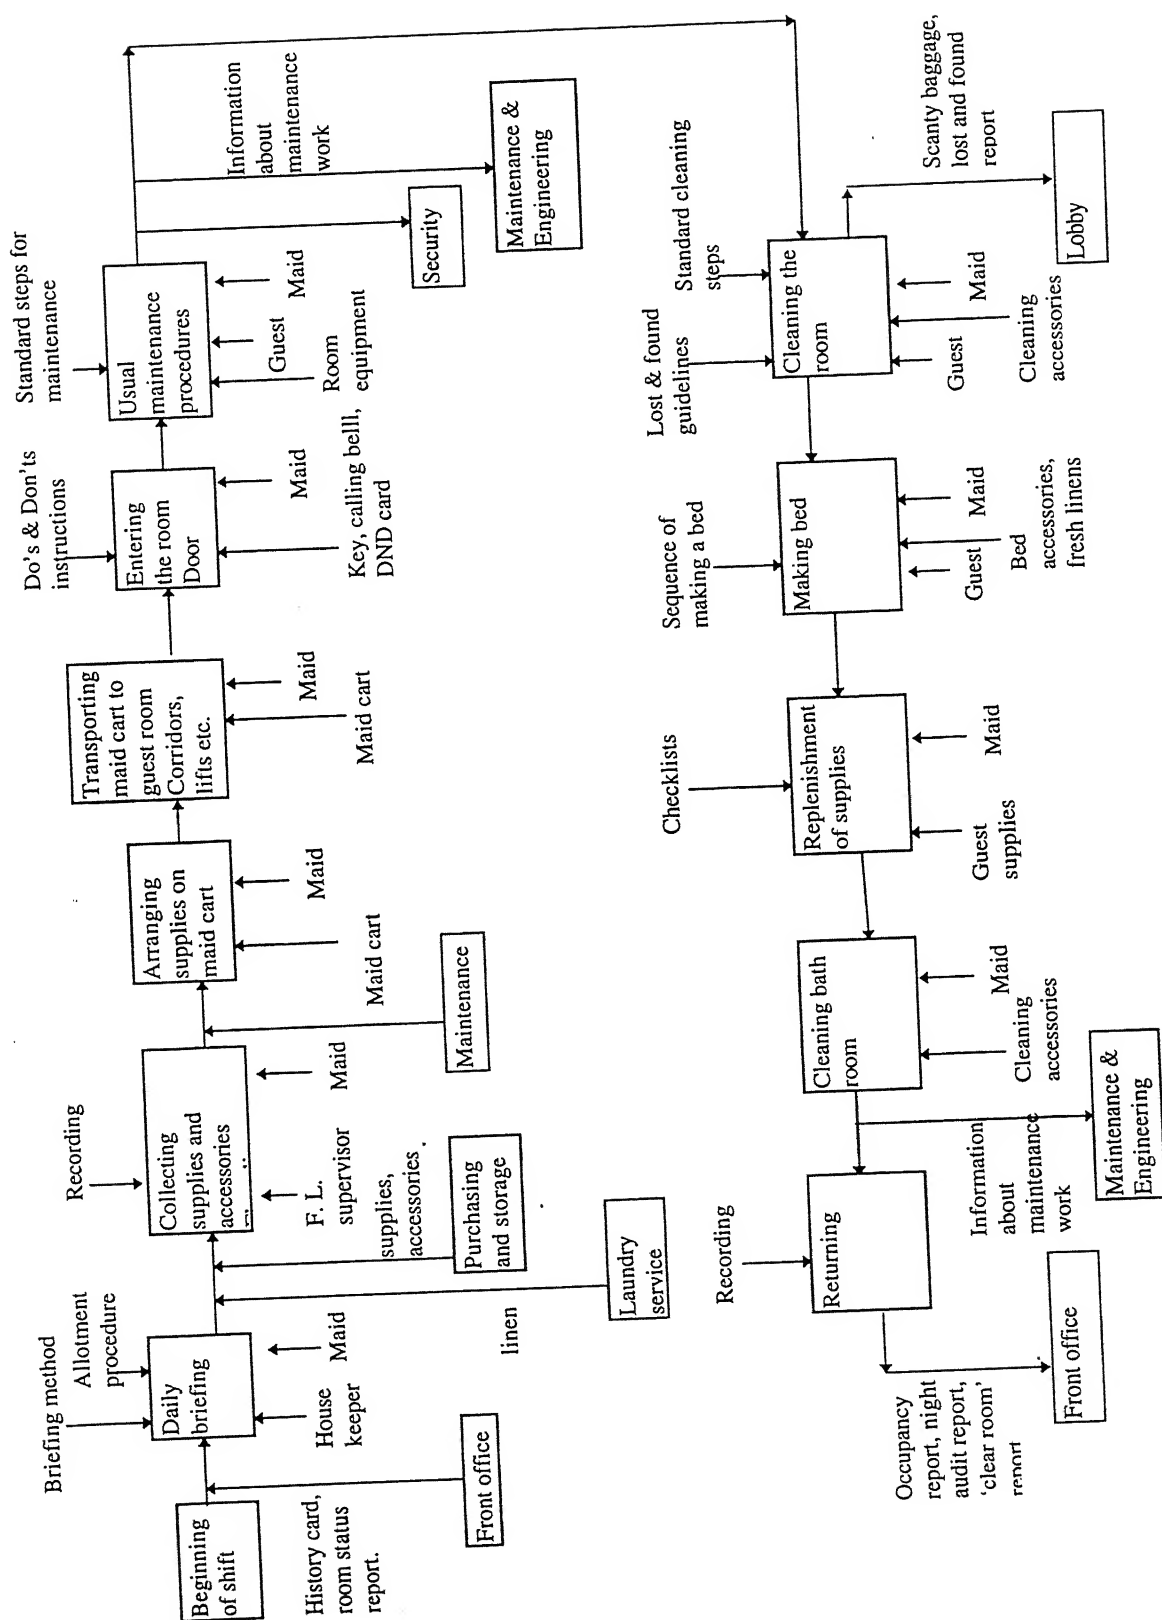 Beginning
of shift
History card,
room status
report.
Front office
Briefing method
Allotment
procedure
Daily
briefing
House
keeper
Maid
linen
Laundry
service
supplies,
accessories
Purchasing
and storage
Recording
Collecting
supplies and
accessories
F. L.
supervisor
Maid
Maintenance
Arranging
supplies on
maid cart
Maid cart
Maid
Transporting
maid cart to
guest room
Corridors,
lifts etc.
Maid cart
Maid
Do's & Don'ts
instructions
Entering
the room
Door
Key, calling belll,
DND card
Maid
Standard steps for
maintenance
Usual
maintenance
procedures
Room
equipment
Guest
Maid
Security
Information
about
maintenance
work
Maintenance &
Engineering
Lost & found
guidelines
Standard cleaning
steps
Cleaning the
room
Guest
Cleaning
accessories
Maid
Scanty baggage,
lost and found
report
Lobby
Sequence of
making a bed
Making bed
Guest
Bed
accessories,
fresh linens
Maid
Checklists
Replenishment
of supplies
Guest
supplies
Maid
Cleaning bath
room
Cleaning
accessories
Maid
Information
about
maintenance
work
Maintenance &
Engineering
Recording
Returning
Occupancy
report, night
audit report,
‘clear room’
report
Front office